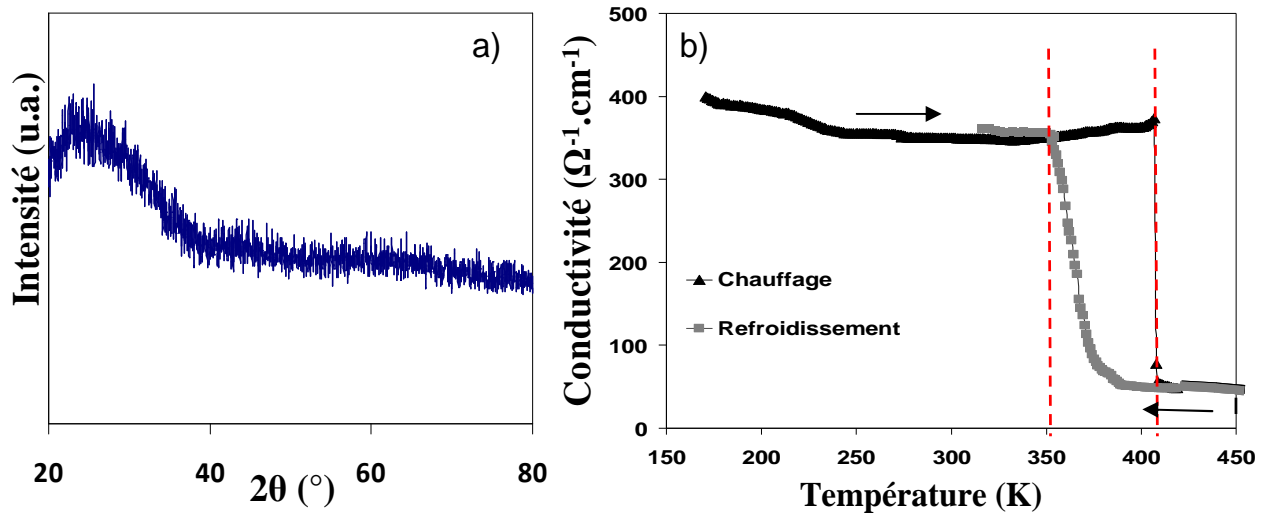 a)
Intensité (u.a.)
20 40 60 80
2θ (°)
b)
Conductivité (Ω⁻¹.cm⁻¹)
500
400
300
200
100
0
Chauffage
Refroidissement
150 200 250 300 350 400 450
Température (K)